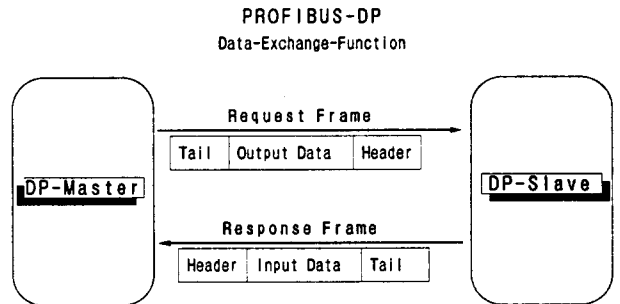 PROFIBUS-DP
Data-Exchange-Function
Request Frame
Tail Output Data Header
DP-Master
DP-Slave
Response Frame
Header Input Data Tail